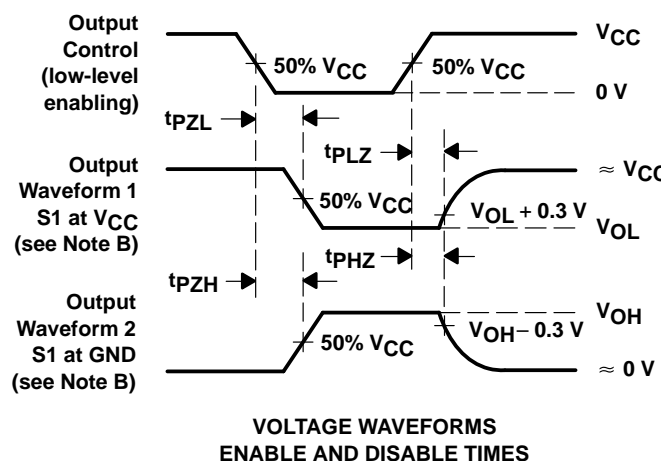 Output
Control
(low-level
enabling)
50% VCC
50% VCC
VCC
0 V
tPZL
tPLZ
Output
Waveform 1
S1 at VCC
(see Note B)
50% VCC
≈ VCC
VOL + 0.3 V
VOL
tPZH
tPHZ
Output
Waveform 2
S1 at GND
(see Note B)
50% VCC
VOH
VOH – 0.3 V
≈ 0 V
VOLTAGE WAVEFORMS
ENABLE AND DISABLE TIMES